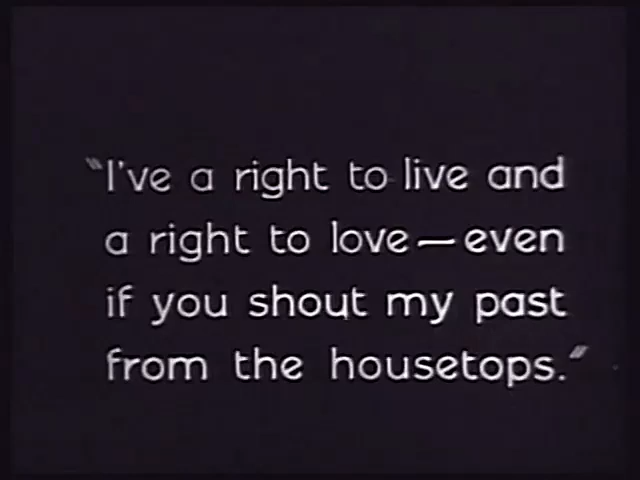 "I've a right to live and
a right to love—even
if you shout my past
from the housetops."